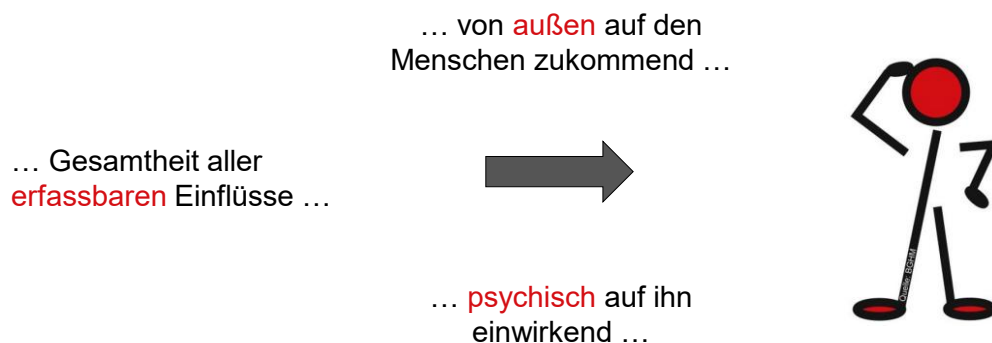 … von außen auf den
Menschen zukommend …
… Gesamtheit aller
erfassbaren Einflüsse …
… psychisch auf ihn
einwirkend …
Quelle: BGHM